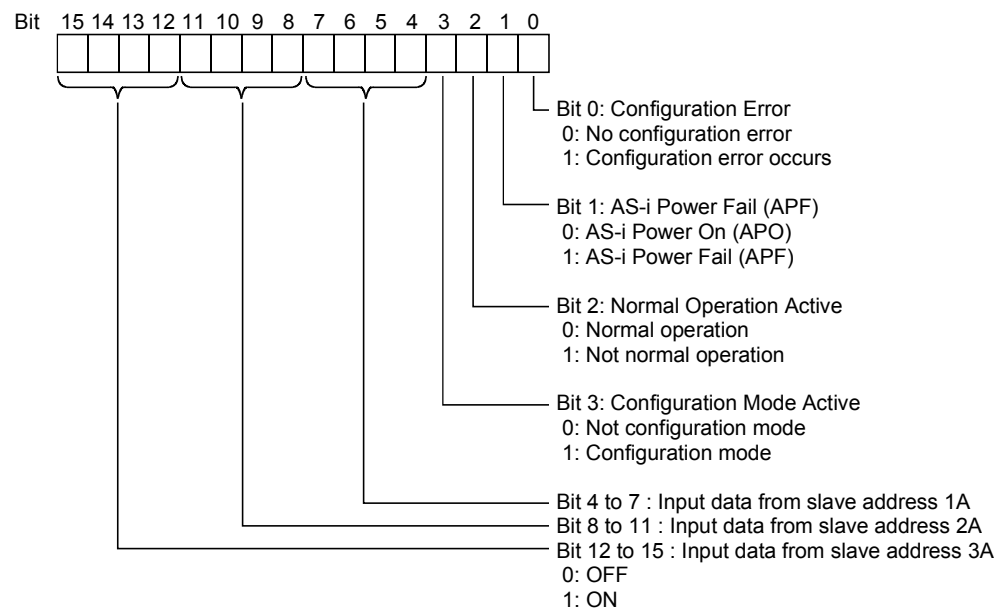 Bit 15 14 13 12 11 10 9 8 7 6 5 4 3 2 1 0
Bit 0: Configuration Error
0: No configuration error
1: Configuration error occurs
Bit 1: AS-i Power Fail (APF)
0: AS-i Power On (APO)
1: AS-i Power Fail (APF)
Bit 2: Normal Operation Active
0: Normal operation
1: Not normal operation
Bit 3: Configuration Mode Active
0: Not configuration mode
1: Configuration mode
Bit 4 to 7 : Input data from slave address 1A
Bit 8 to 11 : Input data from slave address 2A
Bit 12 to 15 : Input data from slave address 3A
0: OFF
1: ON